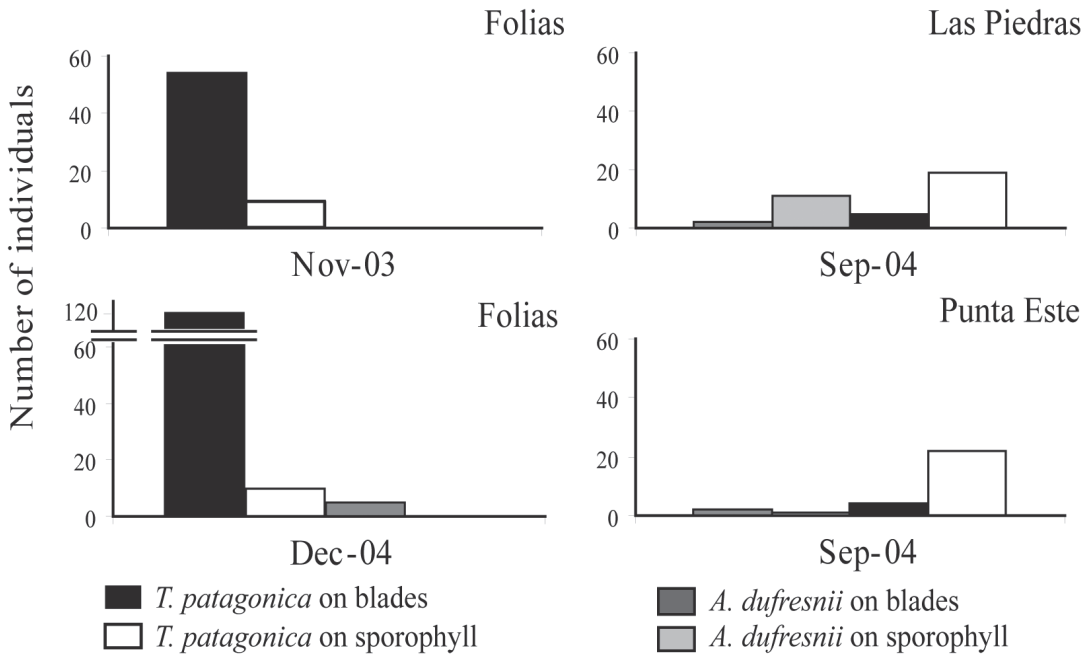 Number of individuals
Folias
60
40
20
0
Nov-03
Las Piedras
60
40
20
0
Sep-04
Folias
120
60
40
20
0
Dec-04
Punta Este
60
40
20
0
Sep-04
T. patagonica on blades
T. patagonica on sporophyll
A. dufresnii on blades
A. dufresnii on sporophyll